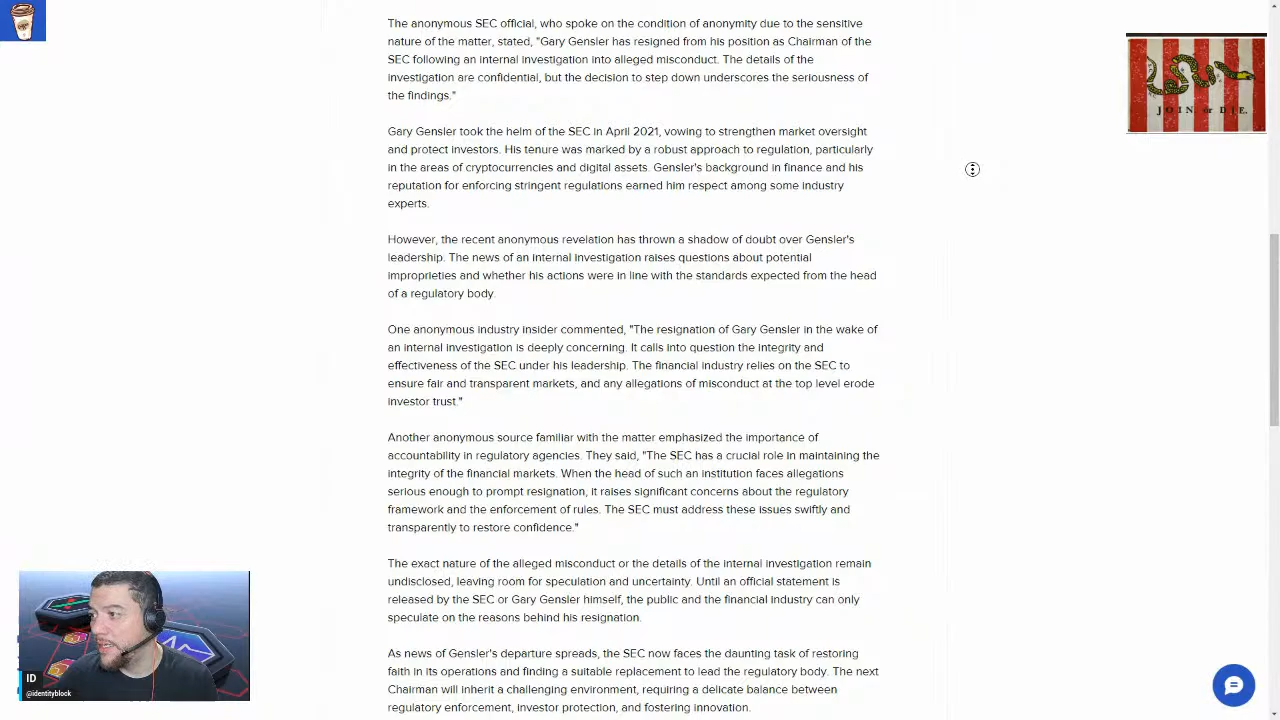 The anonymous SEC official, who spoke on the condition of anonymity due to the sensitive
nature of the matter, stated, "Gary Gensler has resigned from his position as Chairman of the
SEC following an internal investigation into alleged misconduct. The details of the
investigation are confidential, but the decision to step down underscores the seriousness of
the findings."
JOIN or DIE.
Gary Gensler took the helm of the SEC in April 2021, vowing to strengthen market oversight
and protect investors. His tenure was marked by a robust approach to regulation, particularly
in the areas of cryptocurrencies and digital assets. Gensler's background in finance and his
reputation for enforcing stringent regulations earned him respect among some industry
experts.
However, the recent anonymous revelation has thrown a shadow of doubt over Gensler's
leadership. The news of an internal investigation raises questions about potential
improprieties and whether his actions were in line with the standards expected from the head
of a regulatory body.
One anonymous industry insider commented, "The resignation of Gary Gensler in the wake of
an internal investigation is deeply concerning. It calls into question the integrity and
effectiveness of the SEC under his leadership. The financial industry relies on the SEC to
ensure fair and transparent markets, and any allegations of misconduct at the top level erode
investor trust."
Another anonymous source familiar with the matter emphasized the importance of
accountability in regulatory agencies. They said, "The SEC has a crucial role in maintaining the
integrity of the financial markets. When the head of such an institution faces allegations
serious enough to prompt resignation, it raises significant concerns about the regulatory
framework and the enforcement of rules. The SEC must address these issues swiftly and
transparently to restore confidence."
The exact nature of the alleged misconduct or the details of the internal investigation remain
undisclosed, leaving room for speculation and uncertainty. Until an official statement is
released by the SEC or Gary Gensler himself, the public and the financial industry can only
speculate on the reasons behind his resignation.
As news of Gensler's departure spreads, the SEC now faces the daunting task of restoring
faith in its operations and finding a suitable replacement to lead the regulatory body. The next
Chairman will inherit a challenging environment, requiring a delicate balance between
regulatory enforcement, investor protection, and fostering innovation.
ID
@identityblock